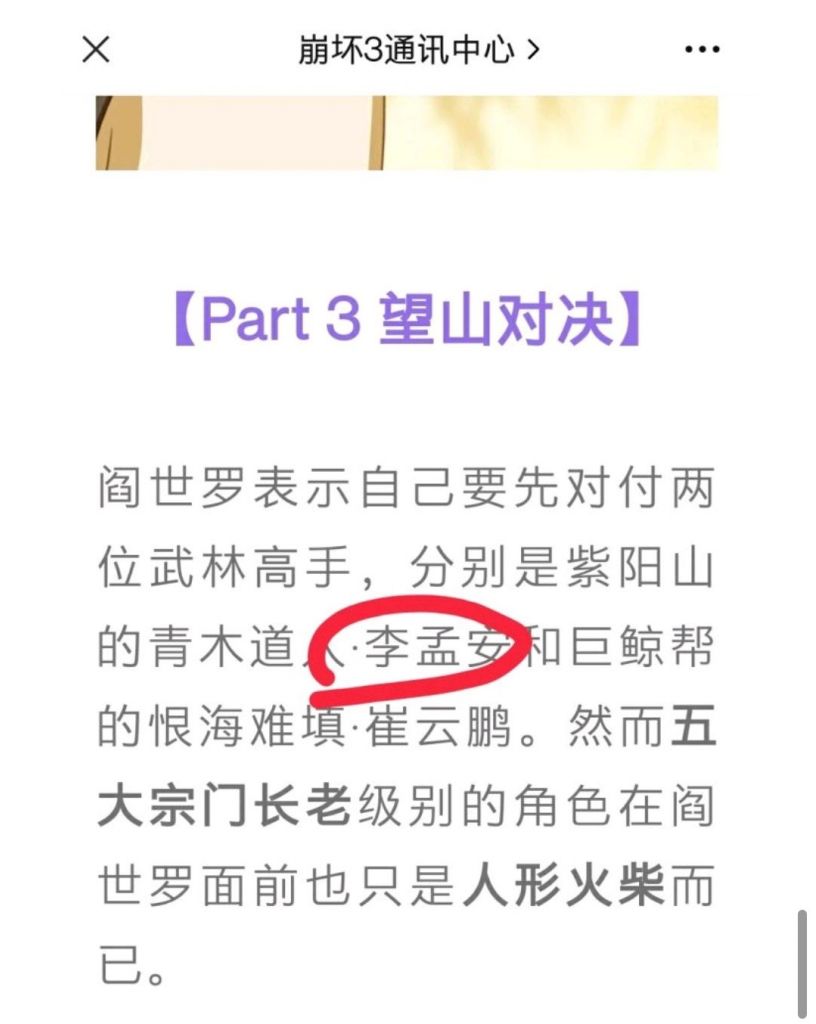 崩坏3通讯中心
【Part 3 望山对决】
阎世罗表示自己要先对付两
位武林高手，分别是紫阳山
的青木道人·李孟安和巨鲸帮
的恨海难填·崔云鹏。然而五
大宗门长老级别的角色在阎
世罗面前也只是人形火柴而
已。